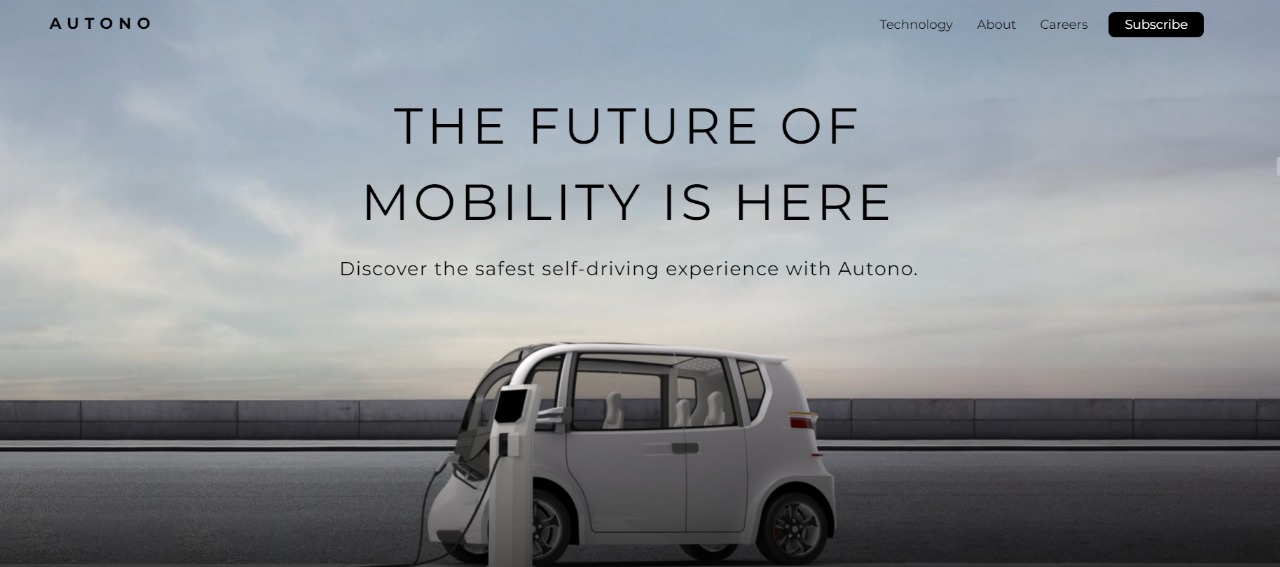 AUTONO
Technology About Careers Subscribe
THE FUTURE OF
MOBILITY IS HERE
Discover the safest self-driving experience with Autono.